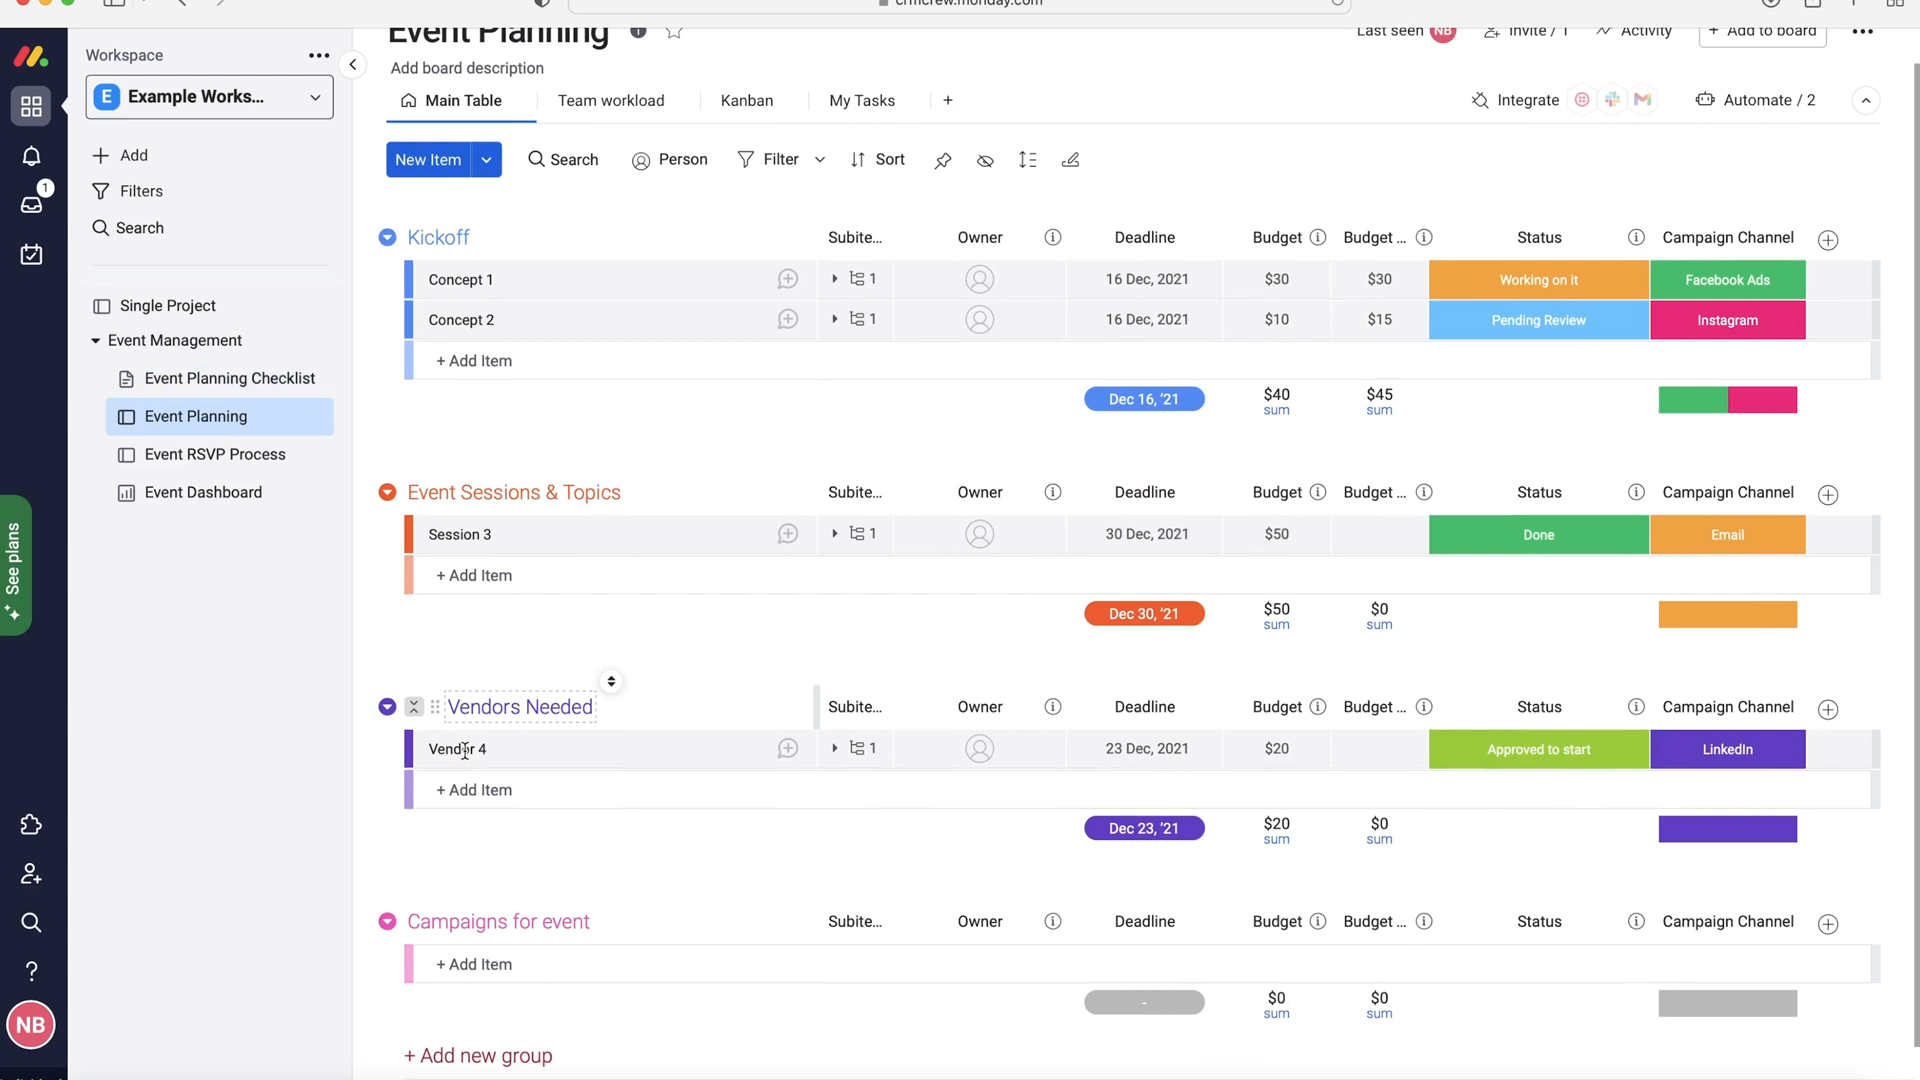 crmcrew.monday.com
Workspace
E Example Works...
Add
Filters
Search
Single Project
Event Management
Event Planning Checklist
Event Planning
Event RSVP Process
Event Dashboard
1
See plans
?
NB
Event Planning
Last seen NB Invite / 1 Activity + Add to board
Add board description
Main Table Team workload Kanban My Tasks + Integrate Automate / 2
New Item Search Person Filter Sort
Kickoff Subite... Owner Deadline Budget Budget ... Status Campaign Channel
Concept 1 1 16 Dec, 2021 $30 $30 Working on it Facebook Ads
Concept 2 1 16 Dec, 2021 $10 $15 Pending Review Instagram
+ Add Item
Dec 16, '21 $40 $45
sum sum
Event Sessions & Topics Subite... Owner Deadline Budget Budget ... Status Campaign Channel
Session 3 1 30 Dec, 2021 $50 Done Email
+ Add Item
Dec 30, '21 $50 $0
sum sum
Vendors Needed Subite... Owner Deadline Budget Budget ... Status Campaign Channel
Vendor 4 1 23 Dec, 2021 $20 Approved to start LinkedIn
+ Add Item
Dec 23, '21 $20 $0
sum sum
Campaigns for event Subite... Owner Deadline Budget Budget ... Status Campaign Channel
+ Add Item
- $0 $0
sum sum
+ Add new group